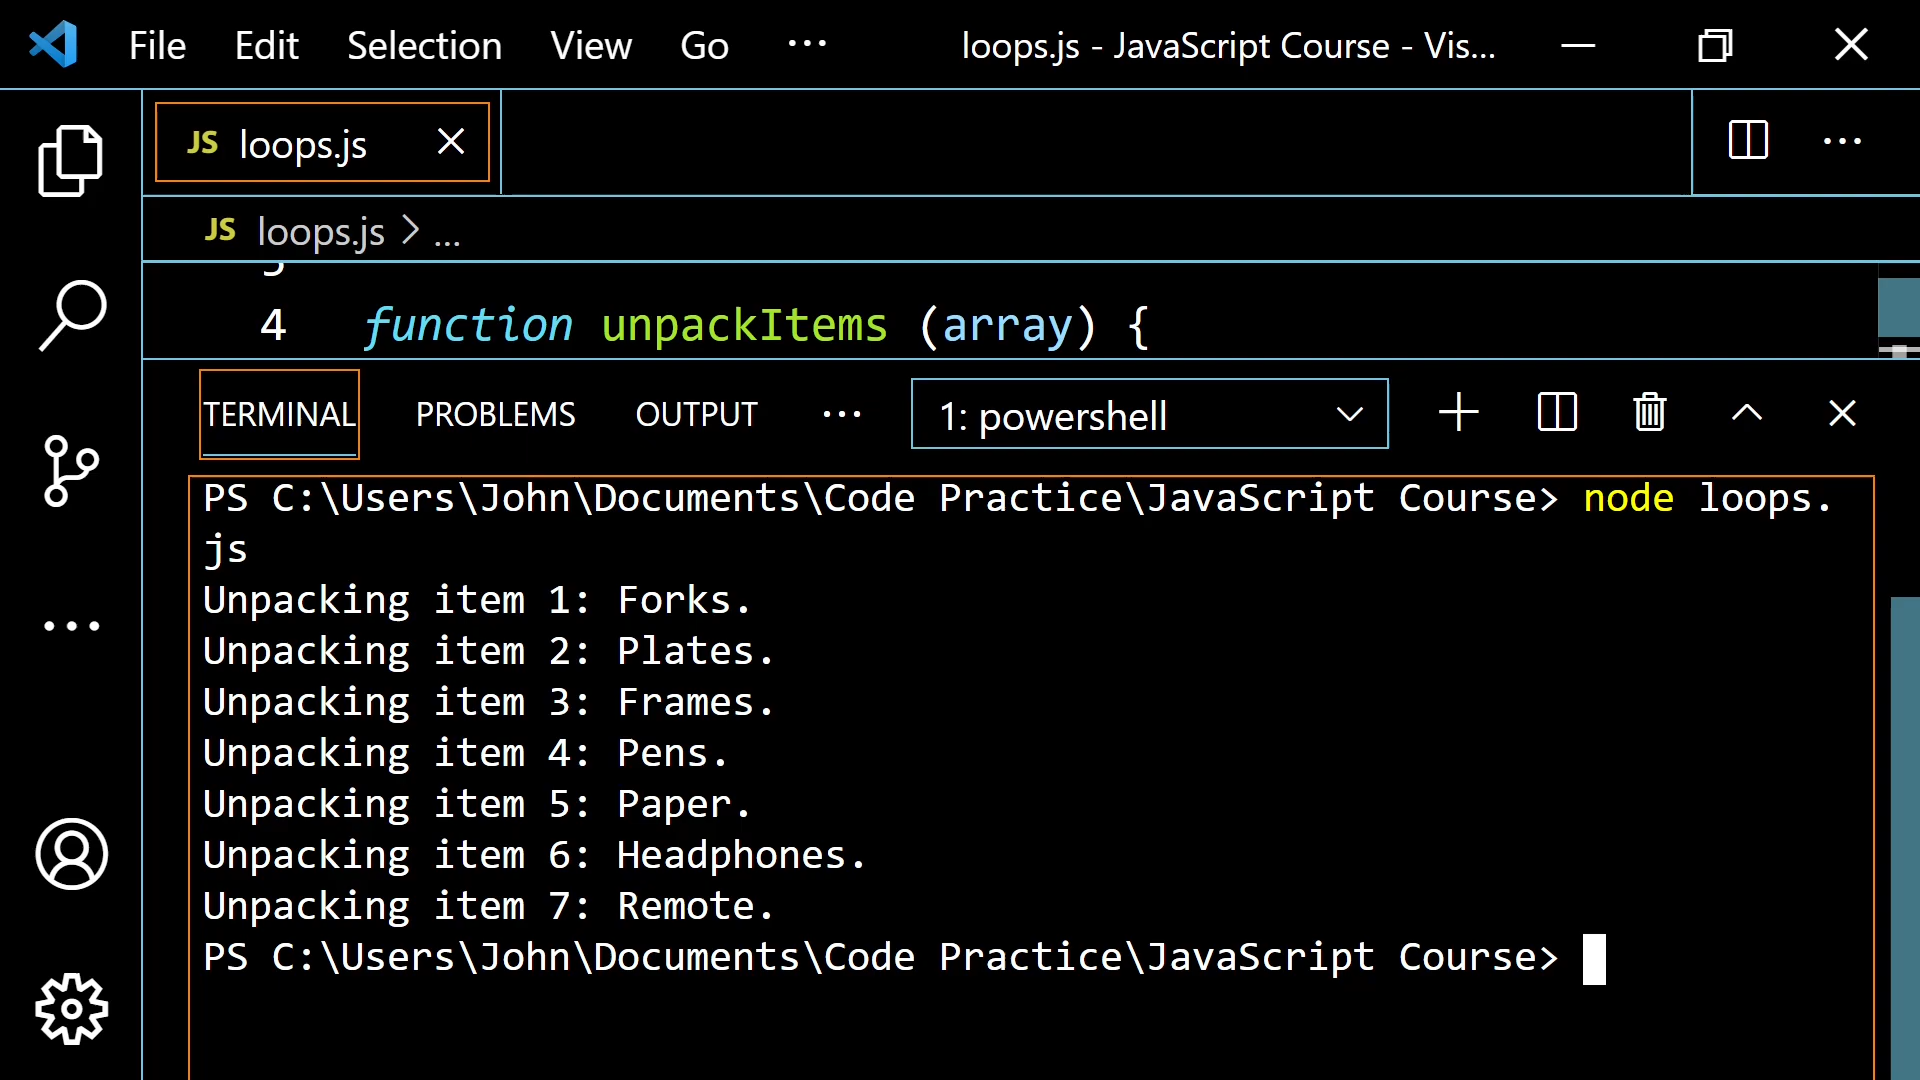 File Edit Selection View Go ... loops.js - JavaScript Course - Vis...
JS loops.js
JS loops.js > ...
4 function unpackItems (array) {
TERMINAL PROBLEMS OUTPUT ... 1: powershell
PS C:\Users\John\Documents\Code Practice\JavaScript Course> node loops.
js
Unpacking item 1: Forks.
Unpacking item 2: Plates.
Unpacking item 3: Frames.
Unpacking item 4: Pens.
Unpacking item 5: Paper.
Unpacking item 6: Headphones.
Unpacking item 7: Remote.
PS C:\Users\John\Documents\Code Practice\JavaScript Course>